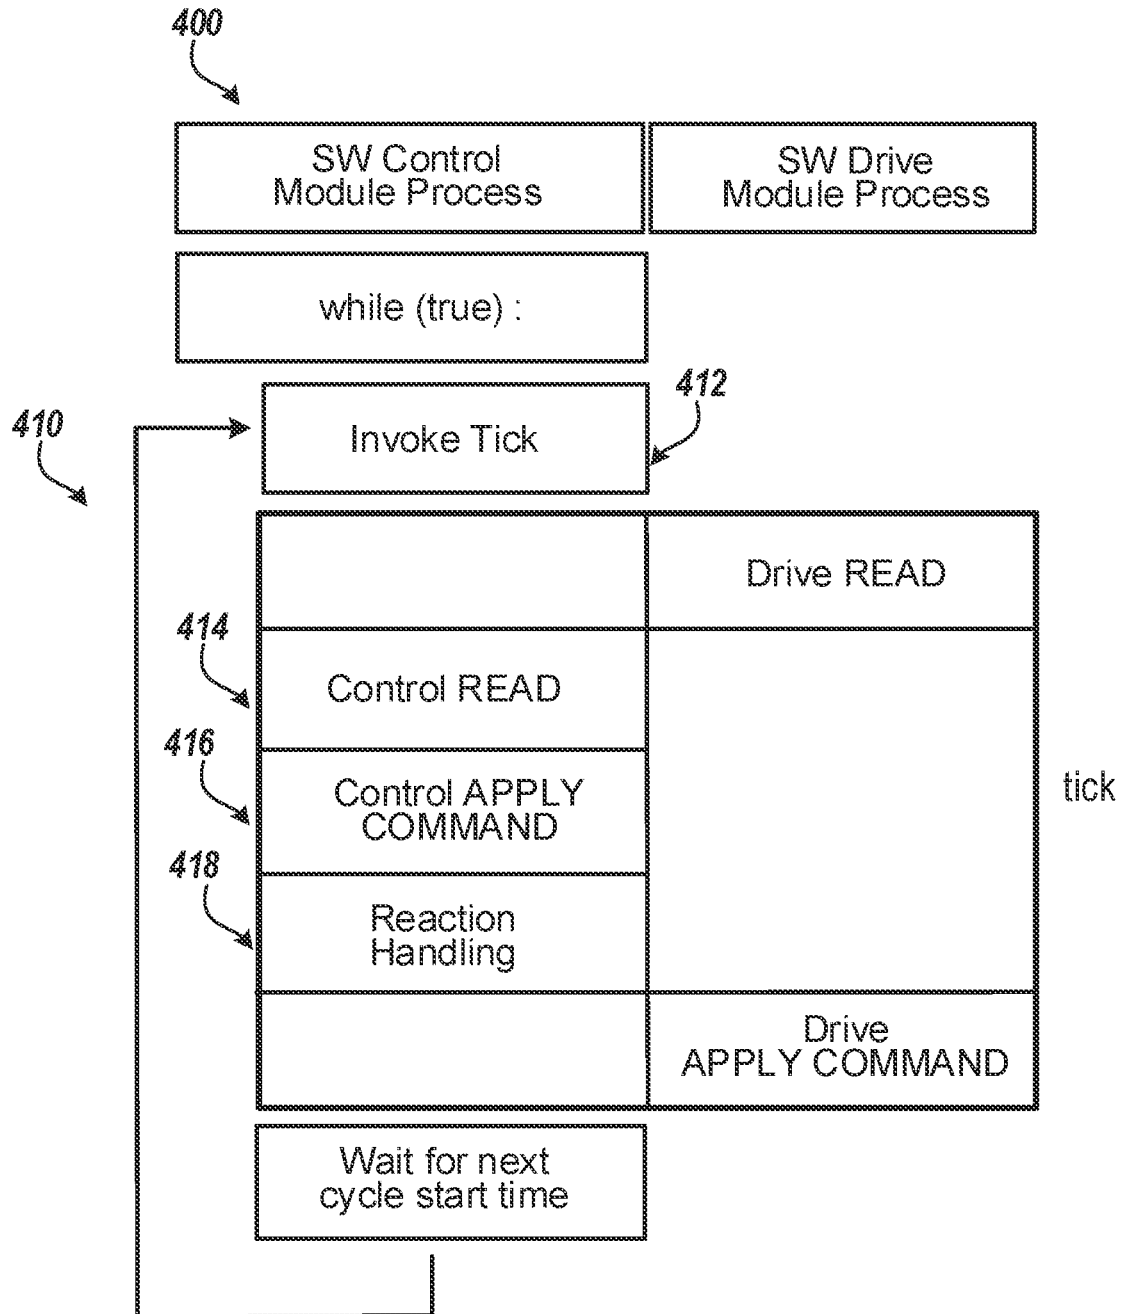 400
SW Control
Module Process
SW Drive
Module Process
while (true) :
410
412
Invoke Tick
Drive READ
414
Control READ
416
Control APPLY
COMMAND
tick
418
Reaction
Handling
Drive
APPLY COMMAND
Wait for next
cycle start time